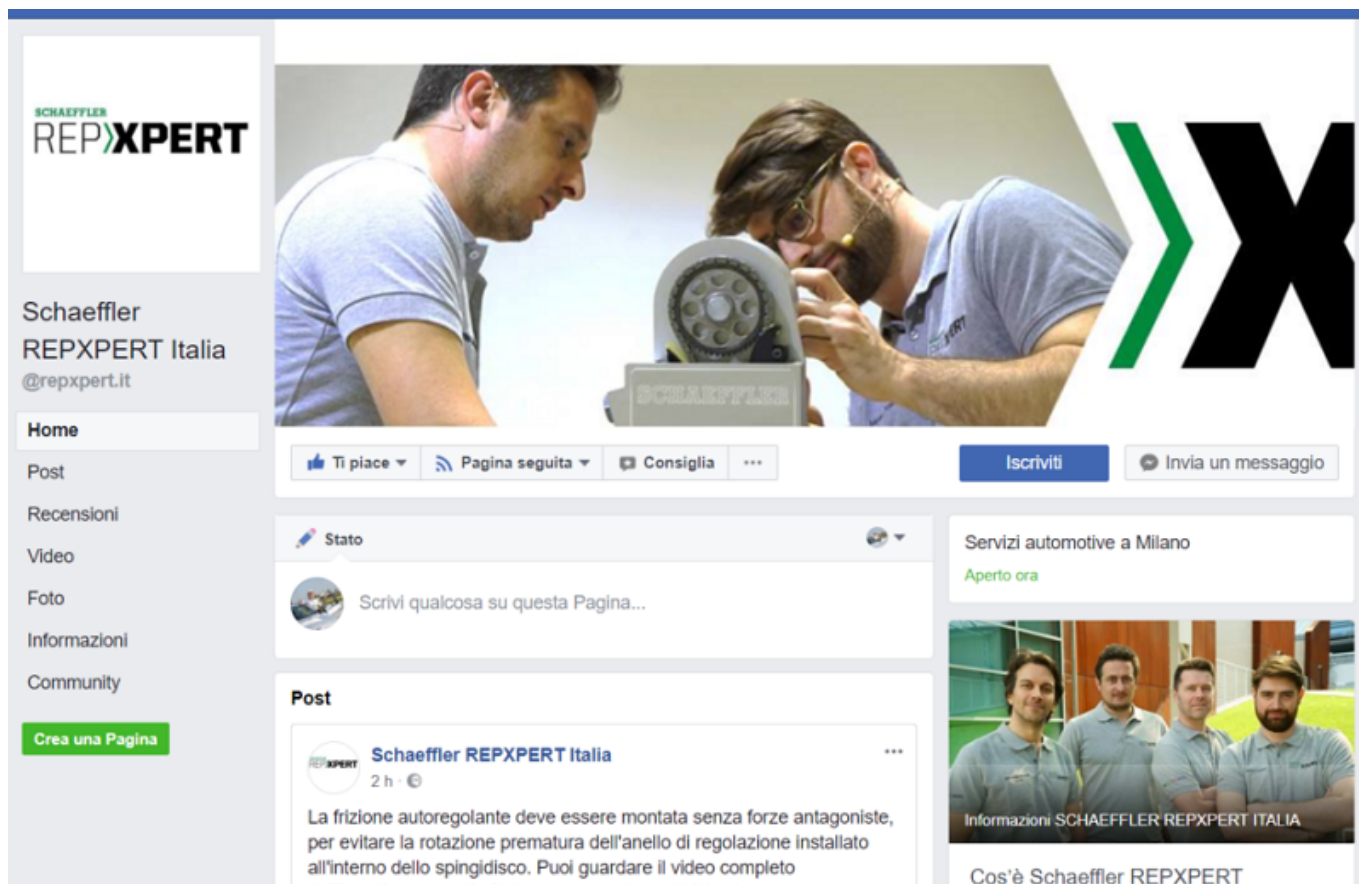 SCHAEFFLER
REPXPERT
Schaeffler
REPXPERT Italia
@repxpert.it
Home
Post
Recensioni
Video
Foto
Informazioni
Community
Crea una Pagina
SCHAEFFLER
X
Ti piace
Pagina seguita
Consiglia
Iscriviti
Invia un messaggio
Stato
Scrivi qualcosa su questa Pagina...
Post
REPXPERT
Schaeffler REPXPERT Italia
2 h ·
La frizione autoregolante deve essere montata senza forze antagoniste,
per evitare la rotazione prematura dell'anello di regolazione installato
all'interno dello spingidisco. Puoi guardare il video completo
Servizi automotive a Milano
Aperto ora
Informazioni SCHAEFFLER REPXPERT ITALIA
Cos'è Schaeffler REPXPERT